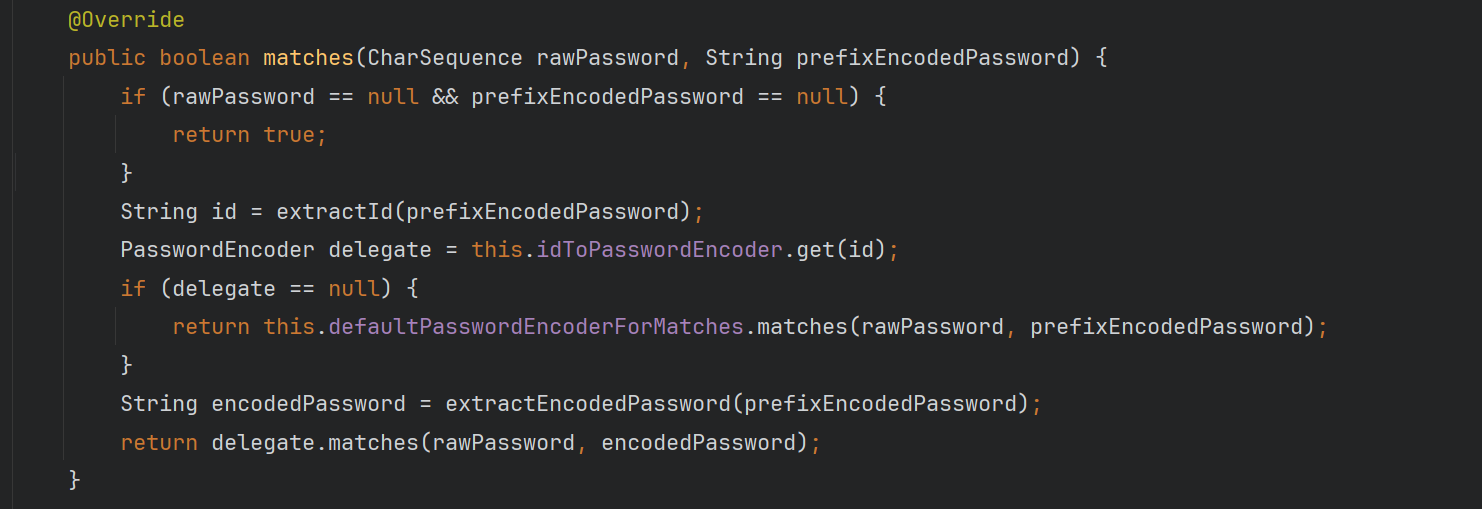 @Override
public boolean matches(CharSequence rawPassword, String prefixEncodedPassword) {
if (rawPassword == null && prefixEncodedPassword == null) {
return true;
}
String id = extractId(prefixEncodedPassword);
PasswordEncoder delegate = this.idToPasswordEncoder.get(id);
if (delegate == null) {
return this.defaultPasswordEncoderForMatches.matches(rawPassword, prefixEncodedPassword);
}
String encodedPassword = extractEncodedPassword(prefixEncodedPassword);
return delegate.matches(rawPassword, encodedPassword);
}